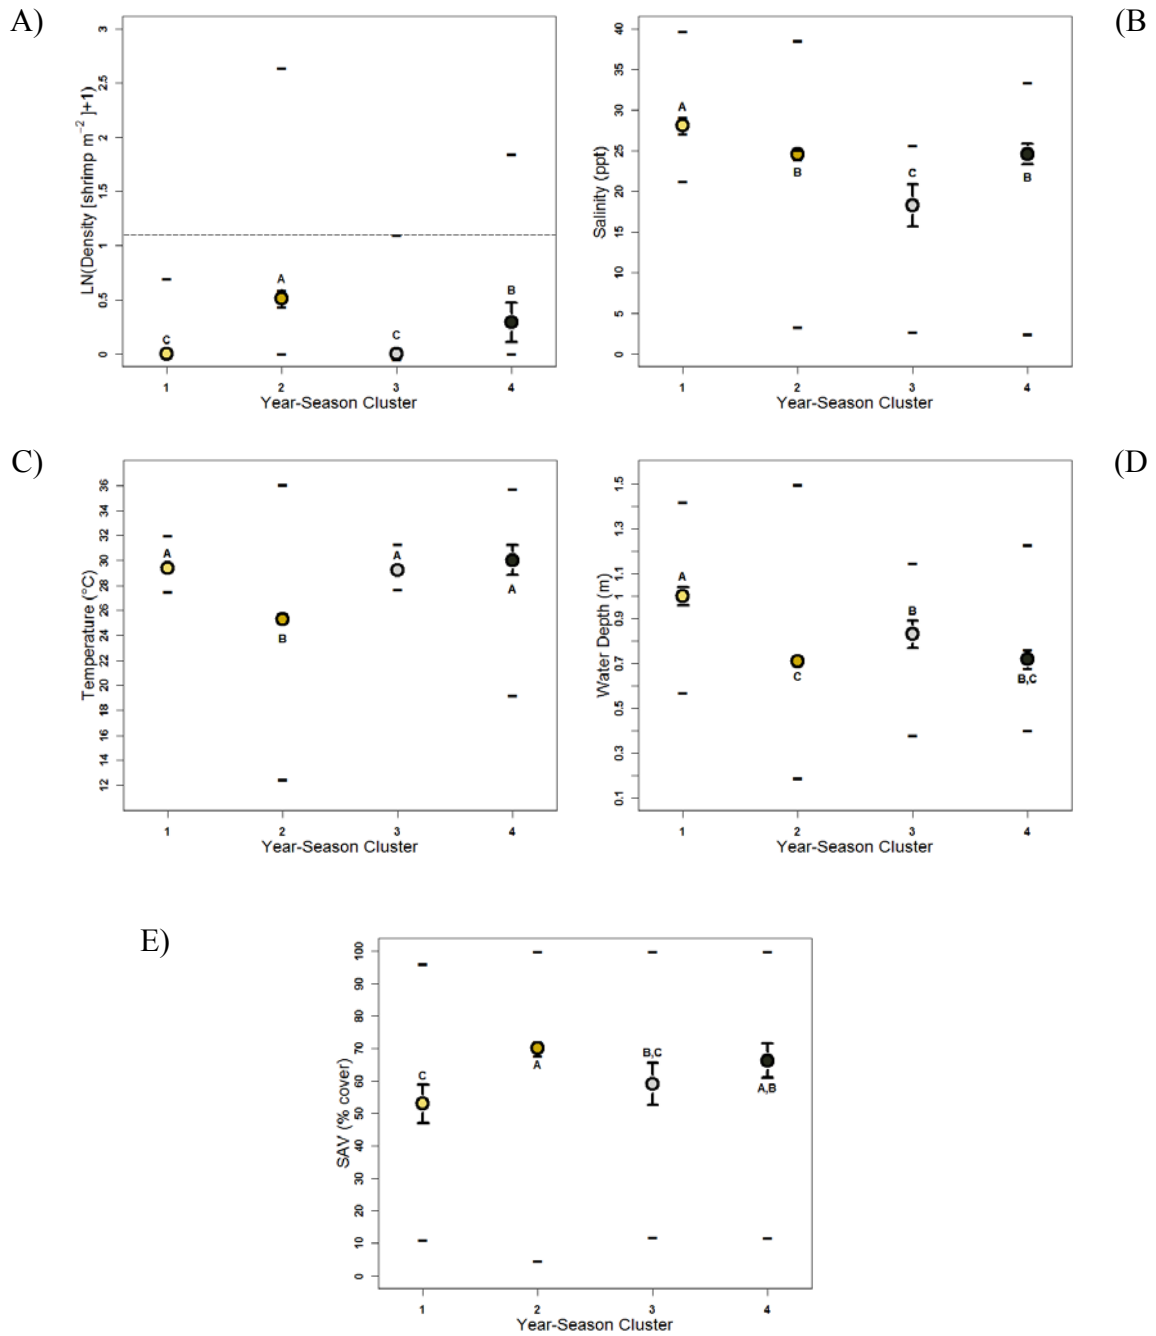 A)
(B
3
2.5
2
1.5
1
0.5
0
LN(Density [shrimp m⁻² ]+1)
C
A
C
B
1 2 3 4
Year-Season Cluster
40
35
30
25
20
15
10
5
0
Salinity (ppt)
A
B
C
B
1 2 3 4
Year-Season Cluster
C)
(D
36
34
32
30
28
26
24
22
20
18
16
14
12
Temperature (°C)
A
B
A
A
1 2 3 4
Year-Season Cluster
1.5
1.3
1.1
1
0.9
0.7
0.5
0.3
0.1
Water Depth (m)
A
C
B
B,C
1 2 3 4
Year-Season Cluster
E)
100
90
80
70
60
50
40
30
20
10
0
SAV (% cover)
C
A
B,C
A,B
1 2 3 4
Year-Season Cluster